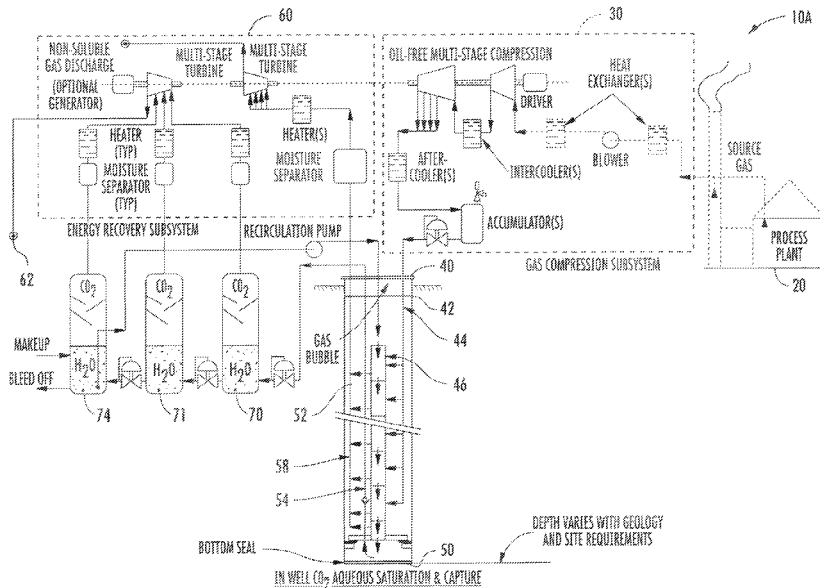 60
30
10A
NON-SOLUBLE
GAS DISCHARGE
(OPTIONAL
GENERATOR)
MULTI-STAGE
TURBINE
MULTI-STAGE
TURBINE
OIL-FREE MULTI-STAGE COMPRESSION
HEAT
EXCHANGER(S)
DRIVER
HEATER
(TYP)
MOISTURE
SEPARATOR
(TYP)
HEATER(S)
MOISTURE
SEPARATOR
AFTER-
COOLER(S)
INTERCOOLER(S)
BLOWER
SOURCE
GAS
ACCUMULATOR(S)
PROCESS
PLANT
ENERGY RECOVERY SUBSYSTEM
RECIRCULATION PUMP
GAS COMPRESSION SUBSYSTEM
62
20
40
42
44
46
CO2
CO2
CO2
GAS
BUBBLE
MAKEUP
H2O
H2O
H2O
BLEED OFF
74
71
70
52
58
54
BOTTOM SEAL
50
DEPTH VARIES WITH GEOLOGY
AND SITE REQUIREMENTS
IN WELL CO2 AQUEOUS SATURATION & CAPTURE